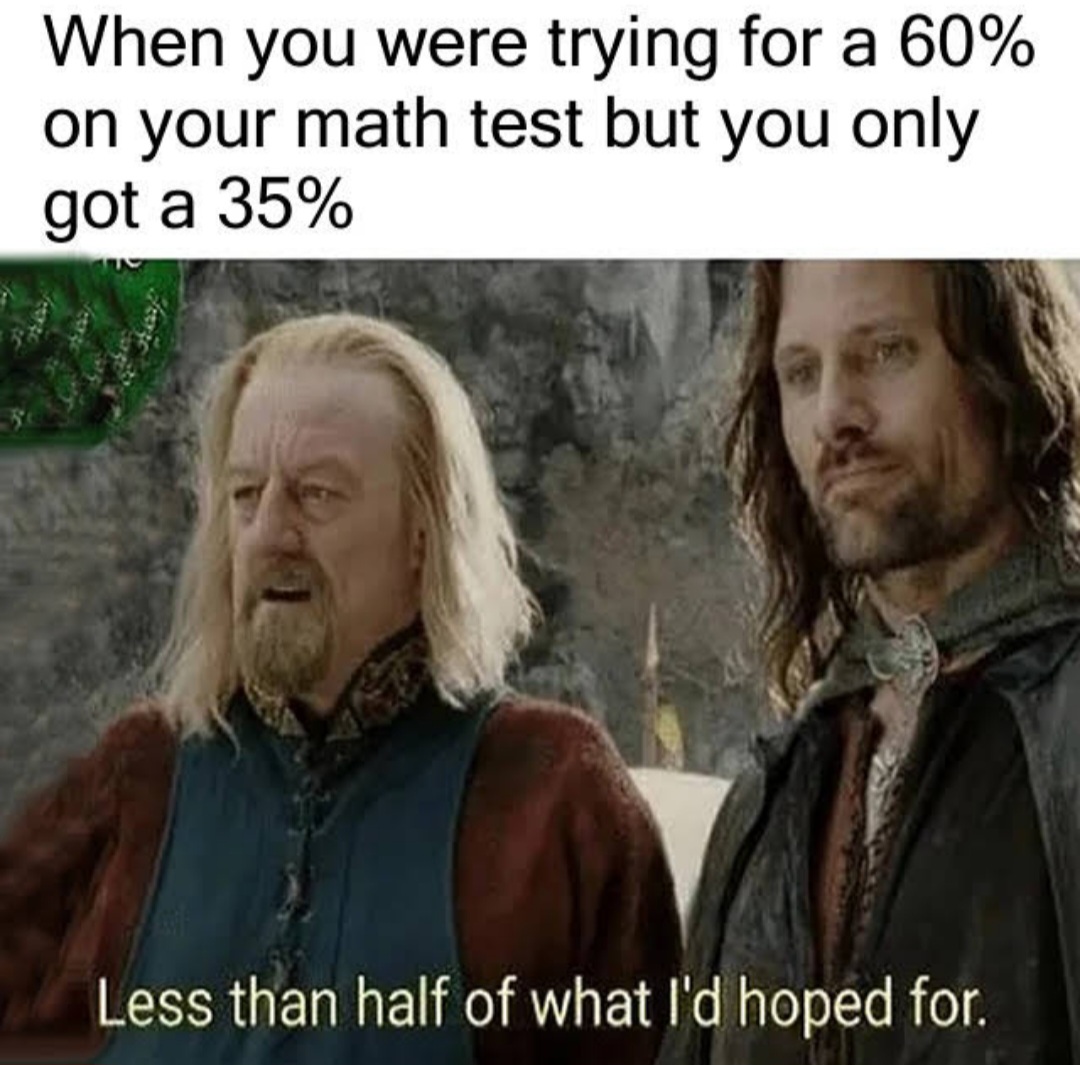 When you were trying for a 60%
on your math test but you only
got a 35%
Less than half of what I'd hoped for.